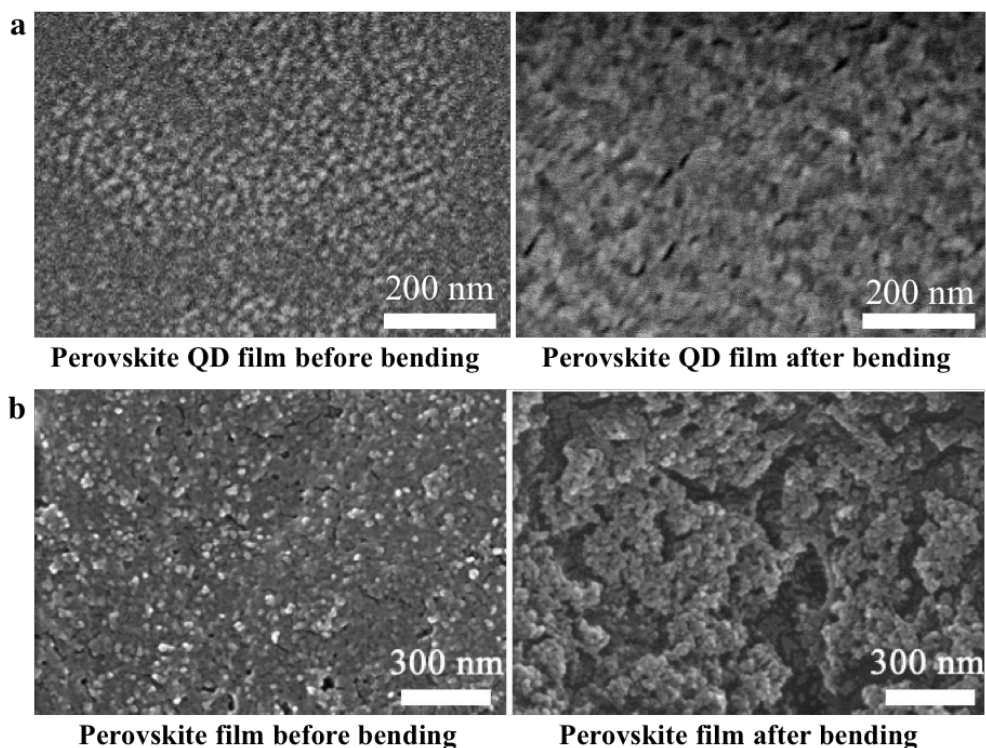 a
200 nm
200 nm
Perovskite QD film before bending
Perovskite QD film after bending
b
300 nm
300 nm
Perovskite film before bending
Perovskite film after bending